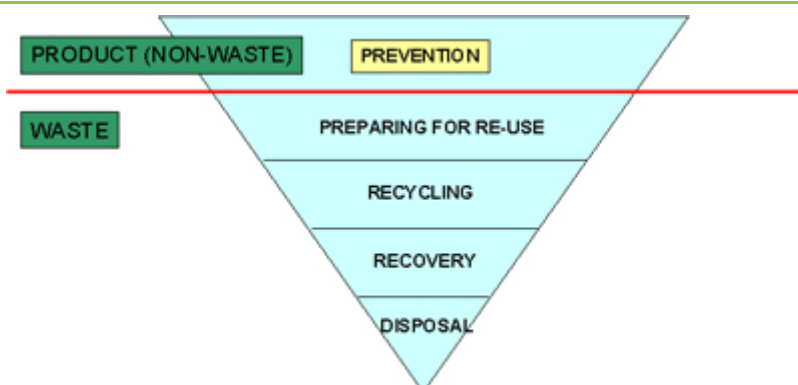 PRODUCT (NON-WASTE)
PREVENTION
WASTE
PREPARING FOR RE-USE
RECYCLING
RECOVERY
DISPOSAL